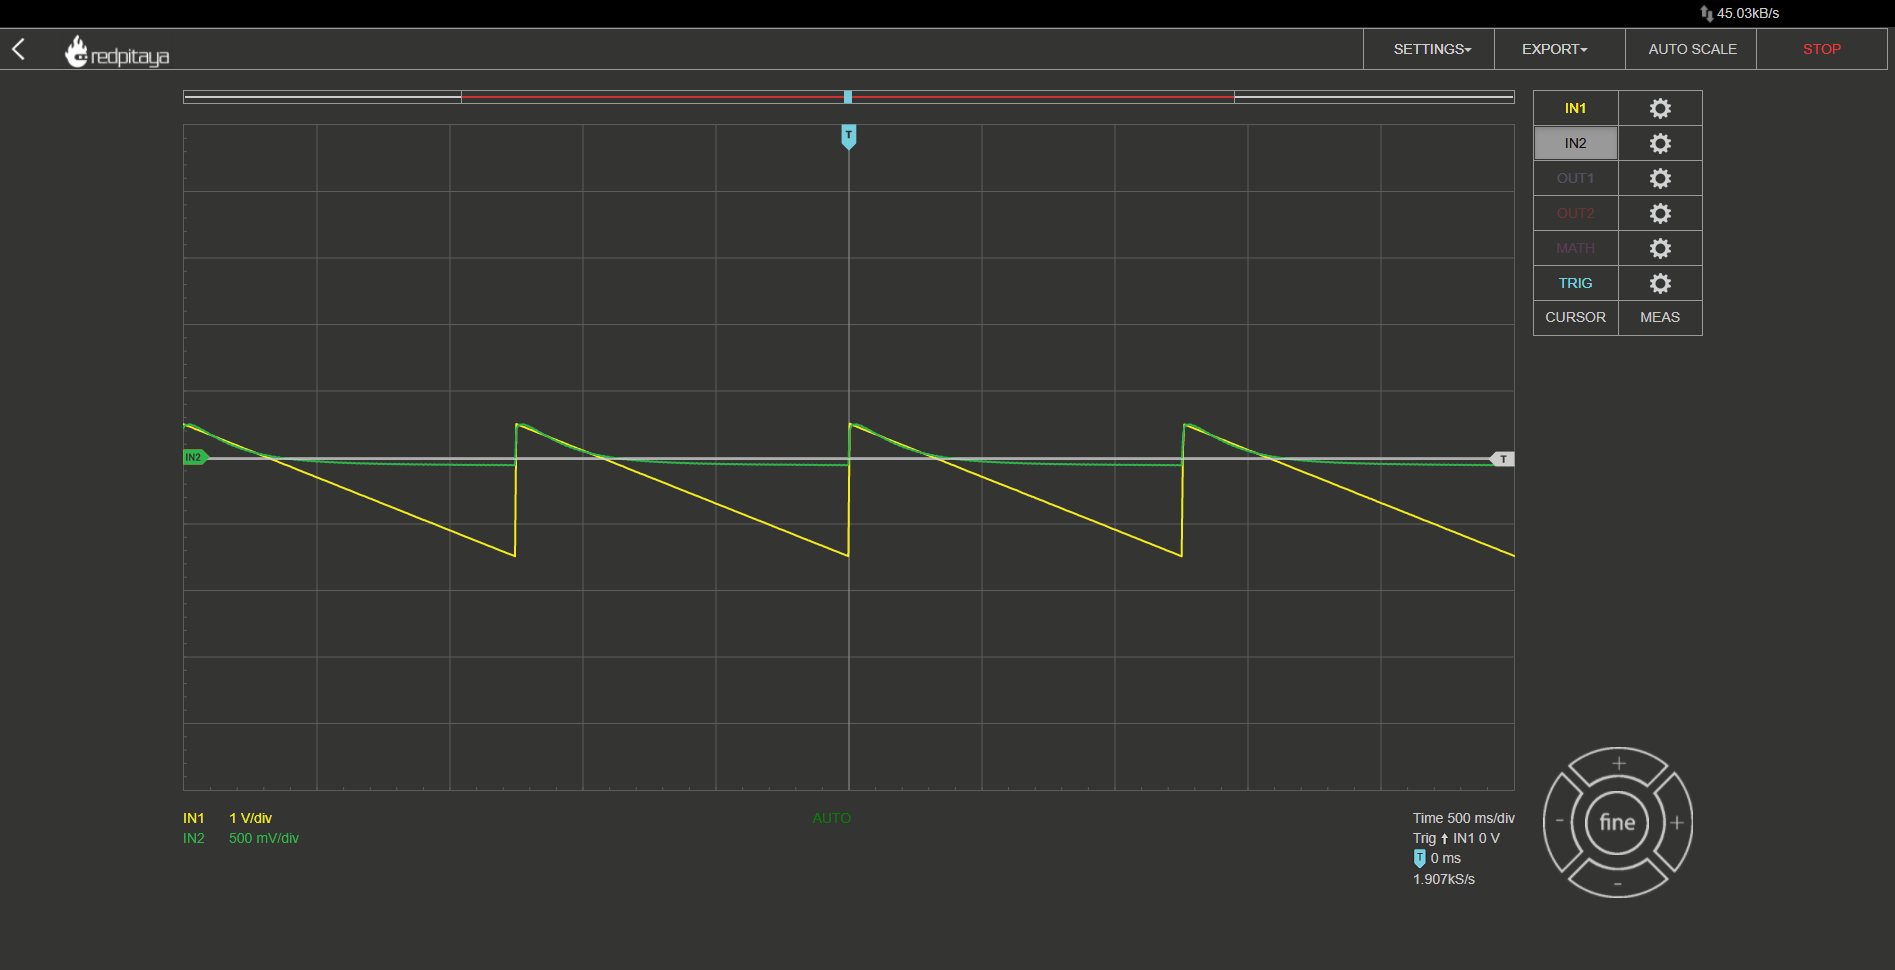 45.03kB/s
redpitaya
SETTINGS
EXPORT
AUTO SCALE
STOP
T
IN1
IN2
OUT1
OUT2
MATH
TRIG
CURSOR MEAS
IN2
T
IN1 1 V/div
IN2 500 mV/div
AUTO
Time 500 ms/div
Trig ↑ IN1 0 V
T 0 ms
1.907kS/s
+
- fine +
-